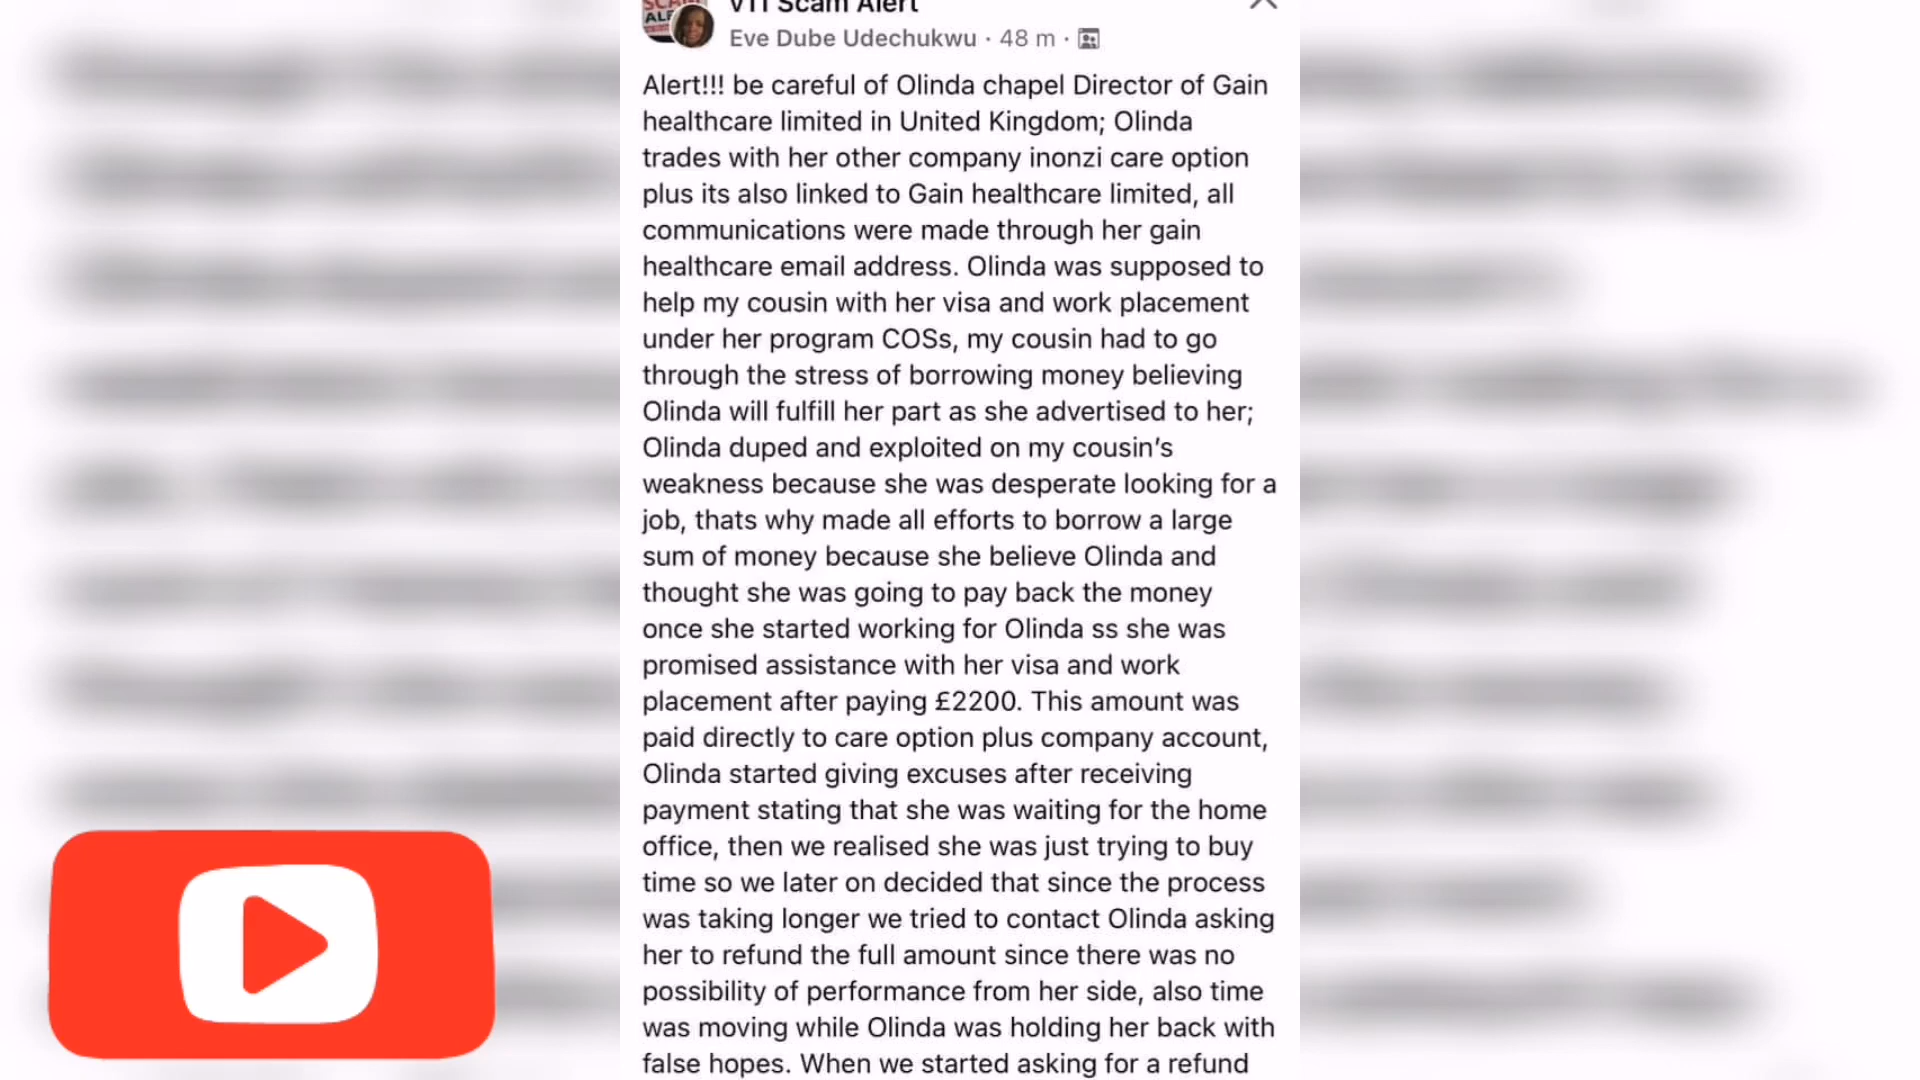 VTT Scam Alert
SCAM
ALE
Eve Dube Udechukwu · 48 m ·
Alert!!! be careful of Olinda chapel Director of Gain
healthcare limited in United Kingdom; Olinda
trades with her other company inonzi care option
plus its also linked to Gain healthcare limited, all
communications were made through her gain
healthcare email address. Olinda was supposed to
help my cousin with her visa and work placement
under her program COSs, my cousin had to go
through the stress of borrowing money believing
Olinda will fulfill her part as she advertised to her;
Olinda duped and exploited on my cousin’s
weakness because she was desperate looking for a
job, thats why made all efforts to borrow a large
sum of money because she believe Olinda and
thought she was going to pay back the money
once she started working for Olinda ss she was
promised assistance with her visa and work
placement after paying £2200. This amount was
paid directly to care option plus company account,
Olinda started giving excuses after receiving
payment stating that she was waiting for the home
office, then we realised she was just trying to buy
time so we later on decided that since the process
was taking longer we tried to contact Olinda asking
her to refund the full amount since there was no
possibility of performance from her side, also time
was moving while Olinda was holding her back with
false hopes. When we started asking for a refund